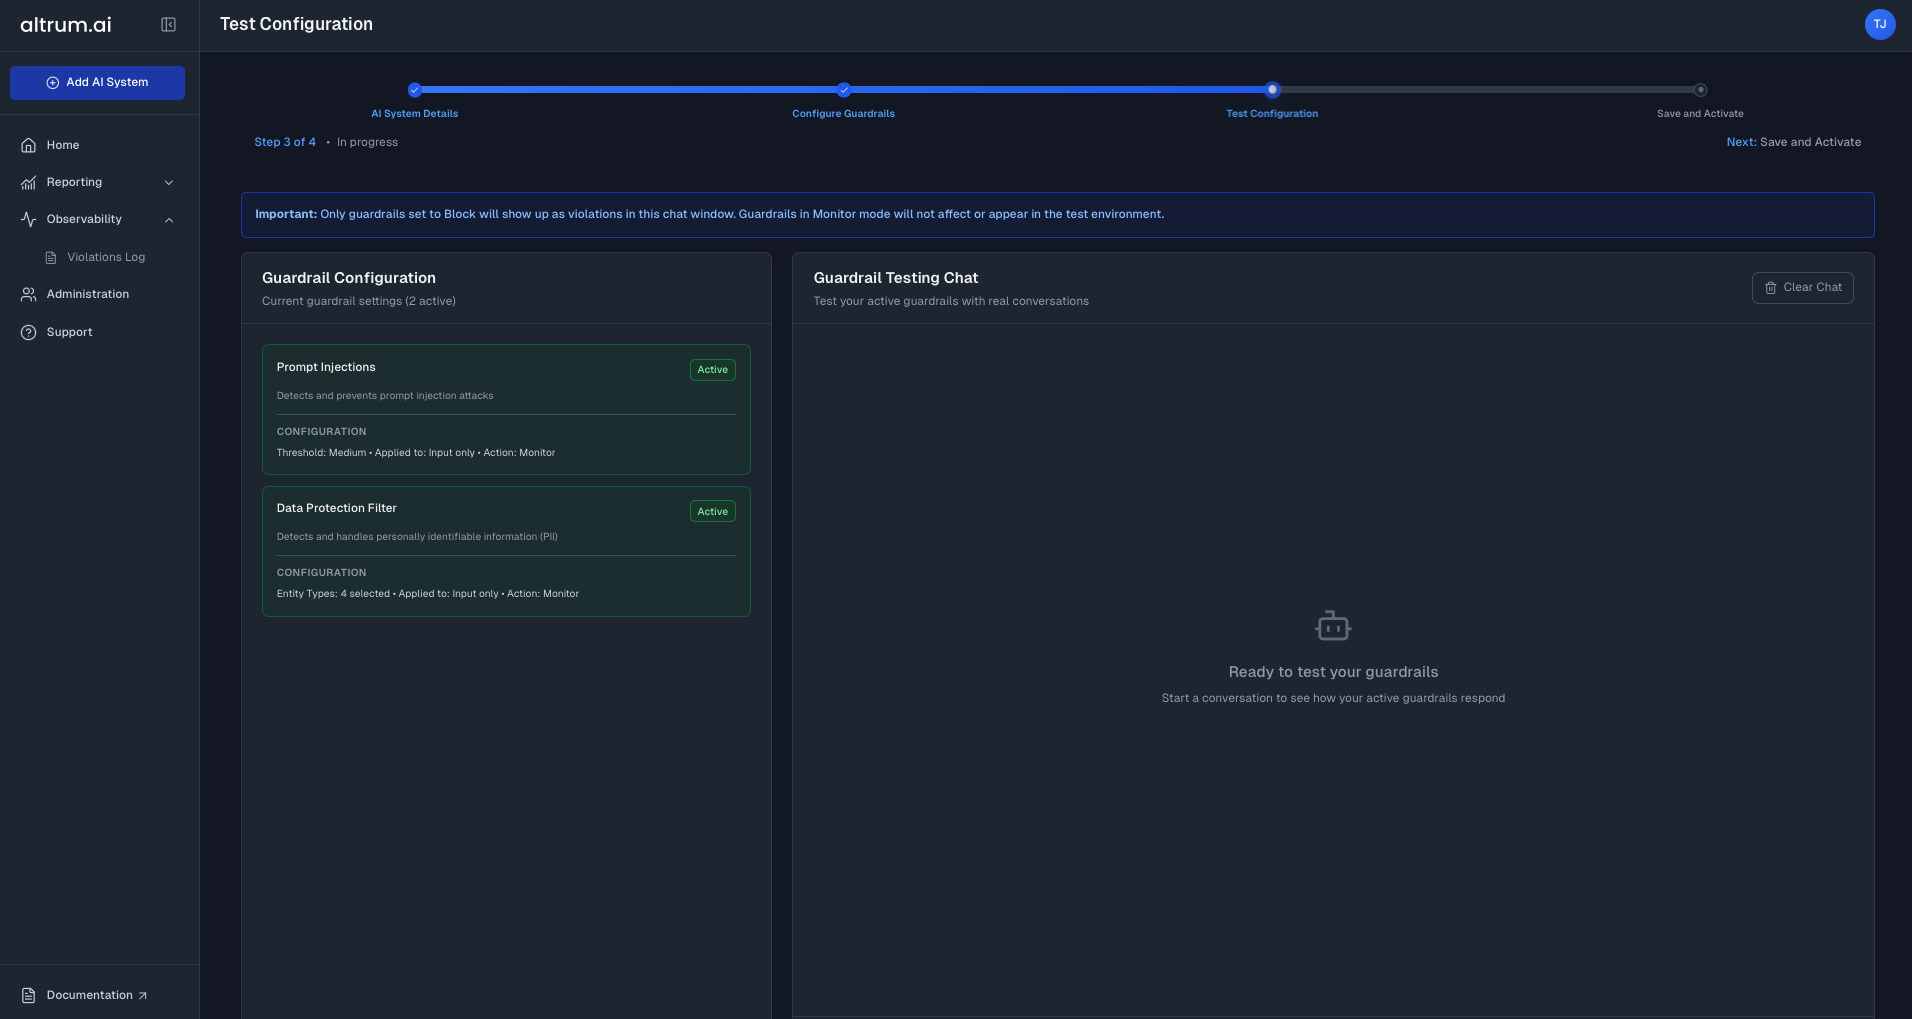 altrum.ai
Test Configuration
TJ
Add AI System
Home
Reporting
Observability
Violations Log
Administration
Support
Documentation
AI System Details
Configure Guardrails
Test Configuration
Save and Activate
Step 3 of 4 • In progress
Next: Save and Activate
Important: Only guardrails set to Block will show up as violations in this chat window. Guardrails in Monitor mode will not affect or appear in the test environment.
Guardrail Configuration
Current guardrail settings (2 active)
Prompt Injections
Active
Detects and prevents prompt injection attacks
CONFIGURATION
Threshold: Medium • Applied to: Input only • Action: Monitor
Data Protection Filter
Active
Detects and handles personally identifiable information (PII)
CONFIGURATION
Entity Types: 4 selected • Applied to: Input only • Action: Monitor
Guardrail Testing Chat
Test your active guardrails with real conversations
Clear Chat
Ready to test your guardrails
Start a conversation to see how your active guardrails respond